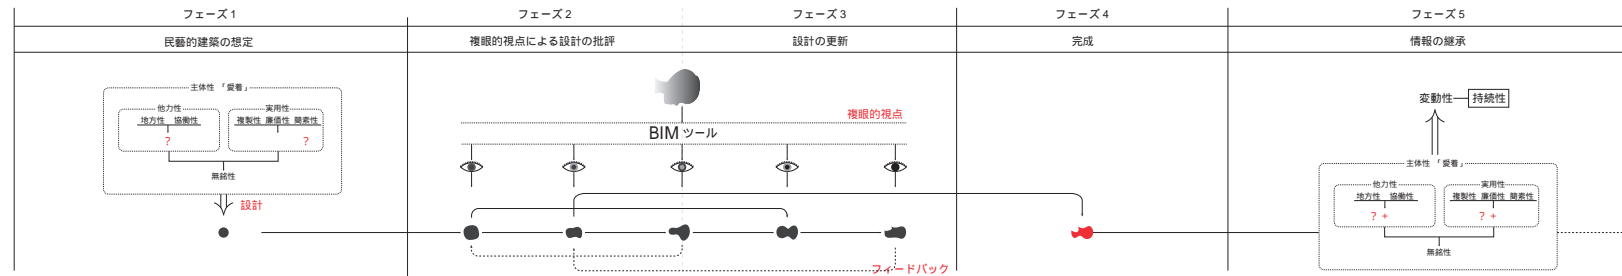 フェーズ1 フェーズ2 フェーズ3 フェーズ4 フェーズ5
民藝的建築の想定 複眼的視点による設計の批評 設計の更新 完成 情報の継承
主体性 「愛着」
他力性 実用性
地方性 協働性 複製性 廉価性 簡素性
? ?
無銘性
設計
複眼的視点
BIM ツール
フィードバック
変動性 持続性
主体性 「愛着」
他力性 実用性
地方性 協働性 複製性 廉価性 簡素性
? + ? +
無銘性